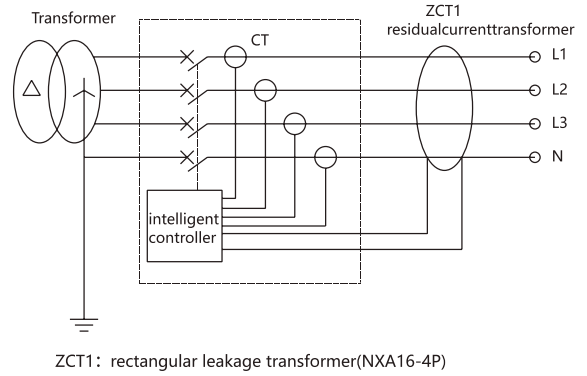 Transformer
ZCT1
residualcurrenttransformer
CT
L1
L2
L3
N
intelligent
controller
ZCT1：rectangular leakage transformer(NXA16-4P)